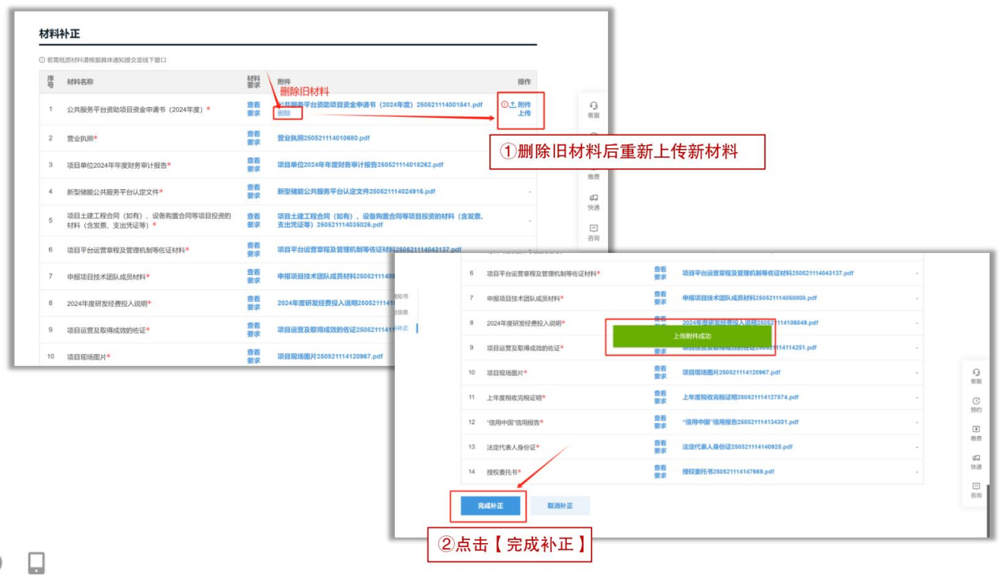 材料补正
若需纸质材料请根据具体通知提交至线下窗口
序号 材料名称 材料要求 附件 操作
删除旧材料
1 公共服务平台资助项目资金申请书（2024年度）* 查看要求 公共服务平台资助项目资金申请书（2024年度）250521114001841.pdf 附件上传
删除
2 营业执照* 查看要求 营业执照250521114010680.pdf
①删除旧材料后重新上传新材料
3 项目单位2024年年度财务审计报告* 查看要求 项目单位2024年年度财务审计报告250521114018262.pdf
4 新型储能公共服务平台认定文件* 查看要求 新型储能公共服务平台认定文件250521114024916.pdf -
5 项目土建工程合同（如有）、设备购置合同等项目投资的材料（含发票、支出凭证等）* 查看要求 项目土建工程合同（如有）、设备购置合同等项目投资的材料（含发票、支出凭证等）250521114035026.pdf -
6 项目平台运营章程及管理机制等佐证材料* 查看要求 项目平台运营章程及管理机制等佐证材料250521114043137.pdf
7 申报项目技术团队成员材料* 查看要求 申报项目技术团队成员材料25052111405
8 2024年度研发经费投入说明* 查看要求 2024年度研发经费投入说明2505211141
9 项目运营及取得成效的佐证* 查看要求 项目运营及取得成效的佐证25052111411
10 项目现场图片* 查看要求 项目现场图片250521114120967.pdf
客服
缴费
快递
咨询
6 项目平台运营章程及管理机制等佐证材料* 查看要求 项目平台运营章程及管理机制等佐证材料250521114043137.pdf -
7 申报项目技术团队成员材料* 查看要求 申报项目技术团队成员材料250521114050008.pdf -
8 2024年度研发经费投入说明* 查看要求 2024年度研发经费投入说明250521114106849.pdf -
上传附件成功
9 项目运营及取得成效的佐证* 要求 项目运营及取得成效的佐证250521114114251.pdf -
10 项目现场图片* 查看要求 项目现场图片250521114120967.pdf -
11 上年度税收完税证明* 查看要求 上年度税收完税证明250521114127574.pdf -
12 “信用中国”信用报告* 查看要求 “信用中国”信用报告250521114134301.pdf -
13 法定代表人身份证* 查看要求 法定代表人身份证250521114140925.pdf -
14 授权委托书* 查看要求 授权委托书250521114147669.pdf -
完成补正 取消补正
客服
预约
缴费
快递
咨询
②点击【完成补正】